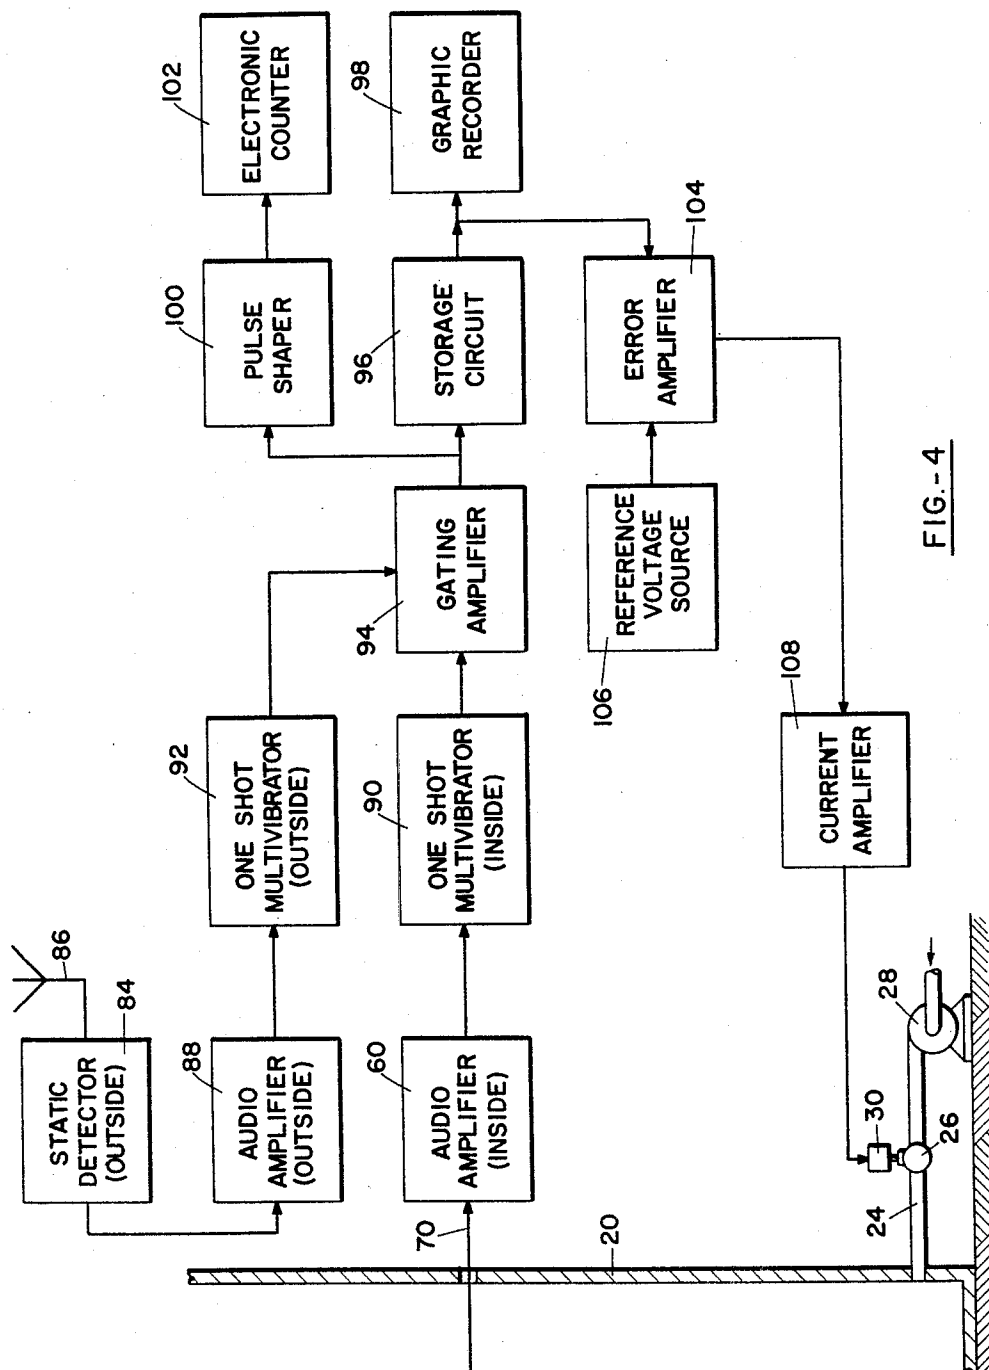 STATIC
DETECTOR
(OUTSIDE)
84
86
88
AUDIO
AMPLIFIER
(OUTSIDE)
92
ONE SHOT
MULTIVIBRATOR
(OUTSIDE)
100
PULSE
SHAPER
102
ELECTRONIC
COUNTER
70
60
AUDIO
AMPLIFIER
(INSIDE)
90
ONE SHOT
MULTIVIBRATOR
(INSIDE)
94
GATING
AMPLIFIER
96
STORAGE
CIRCUIT
98
GRAPHIC
RECORDER
20
106
REFERENCE
VOLTAGE
SOURCE
ERROR
AMPLIFIER
104
24
26
30
28
CURRENT
AMPLIFIER
108
FIG.-4